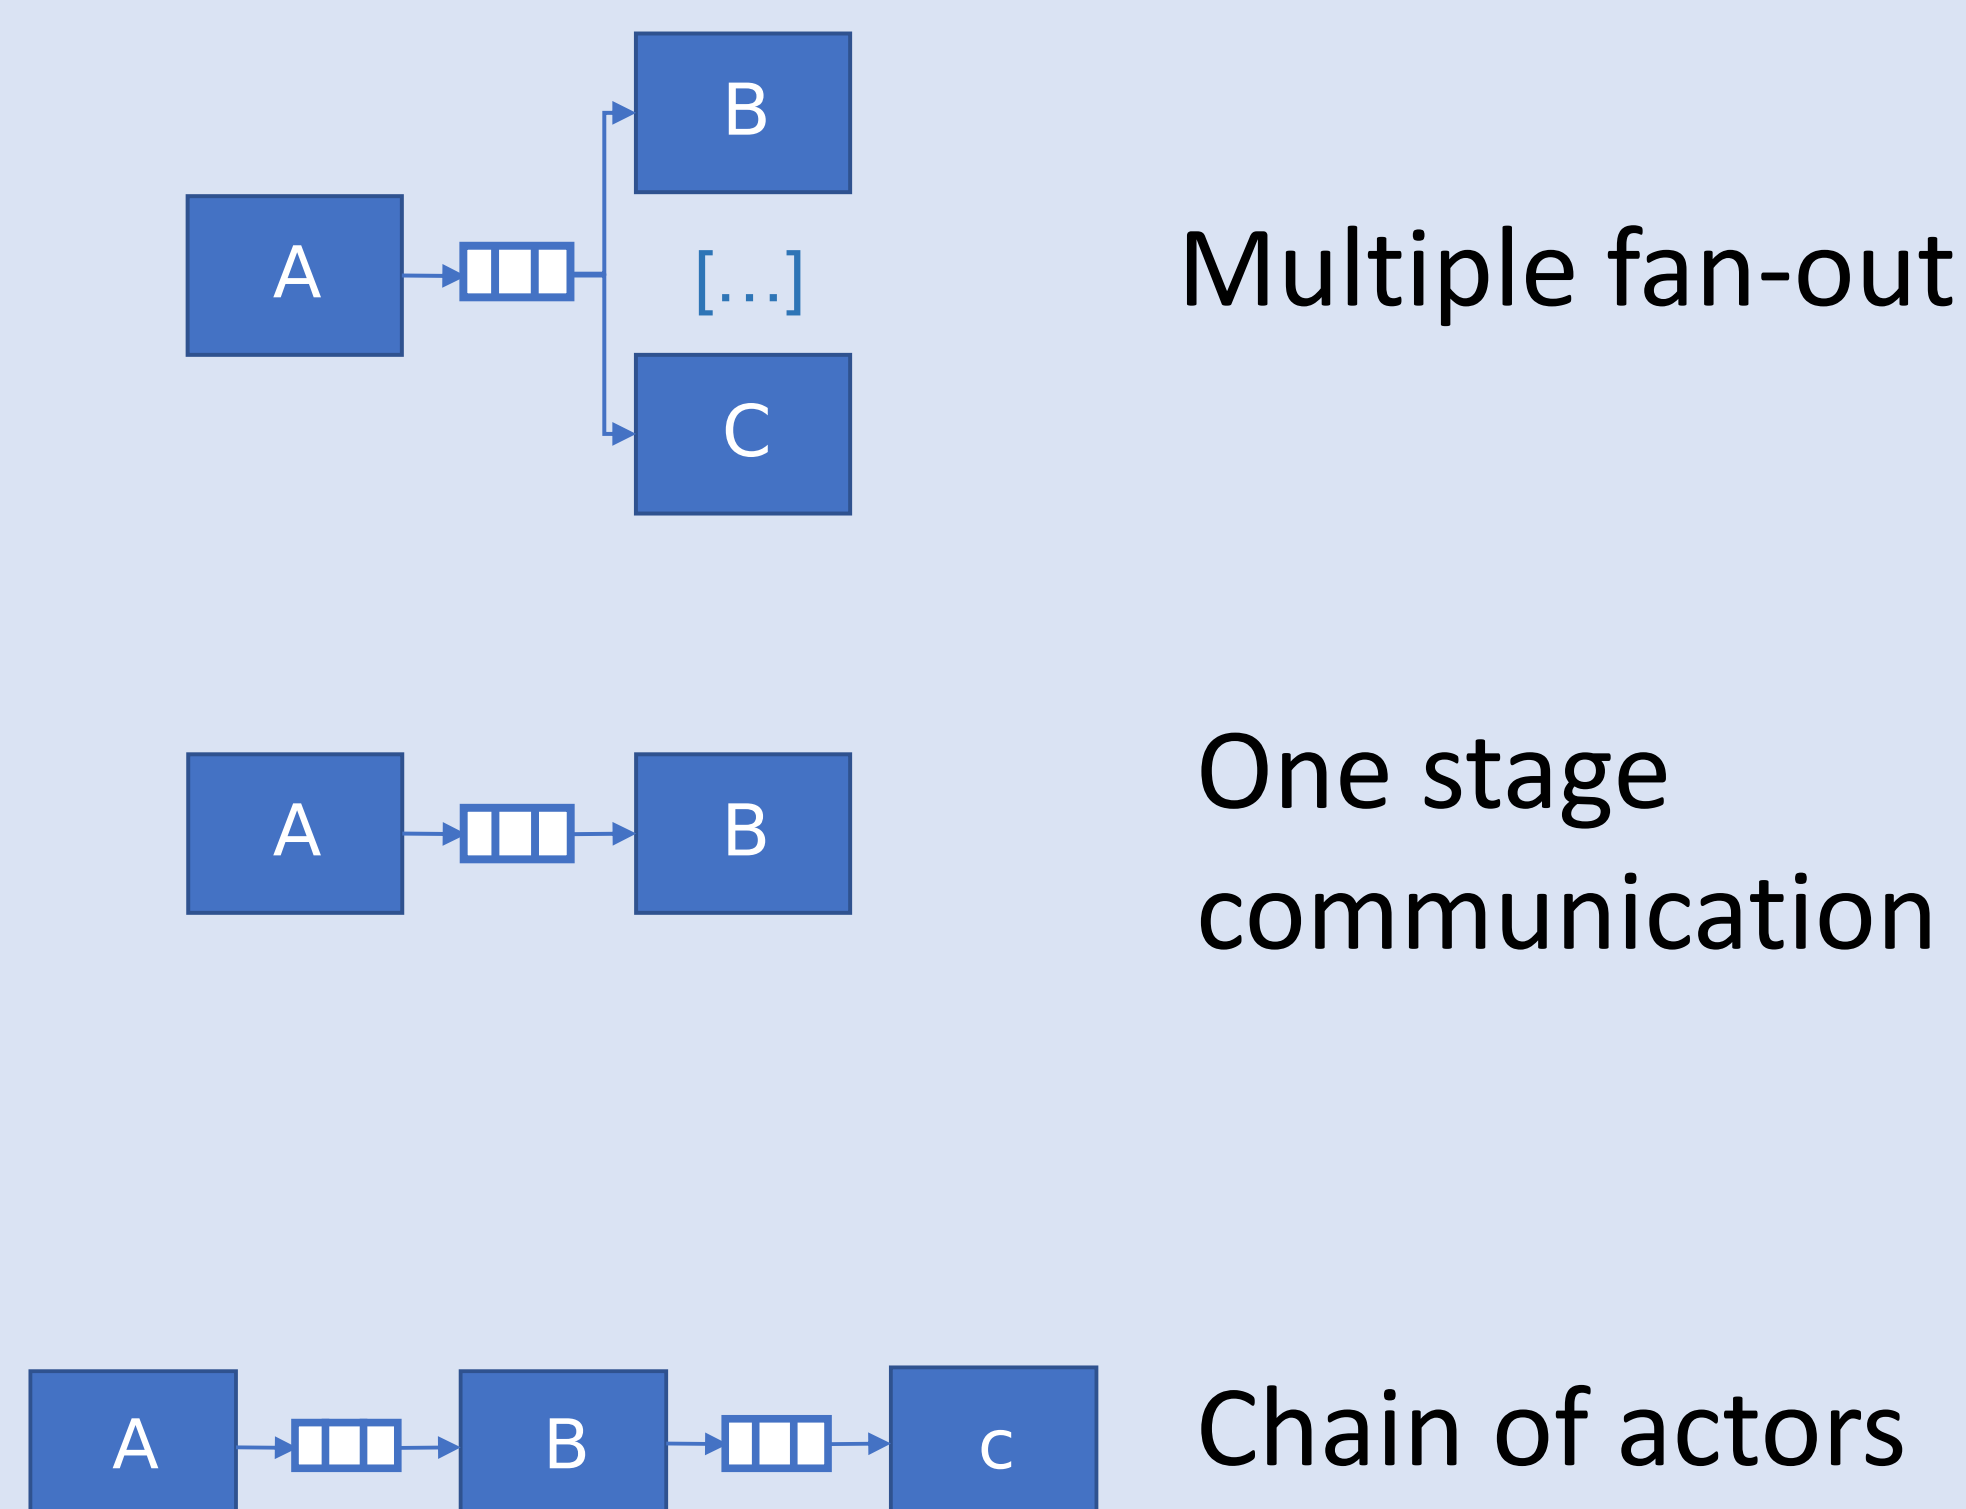 B
A
[...]
Multiple fan-out
C
One stage
A
B
communication
A
B
c
Chain of actors